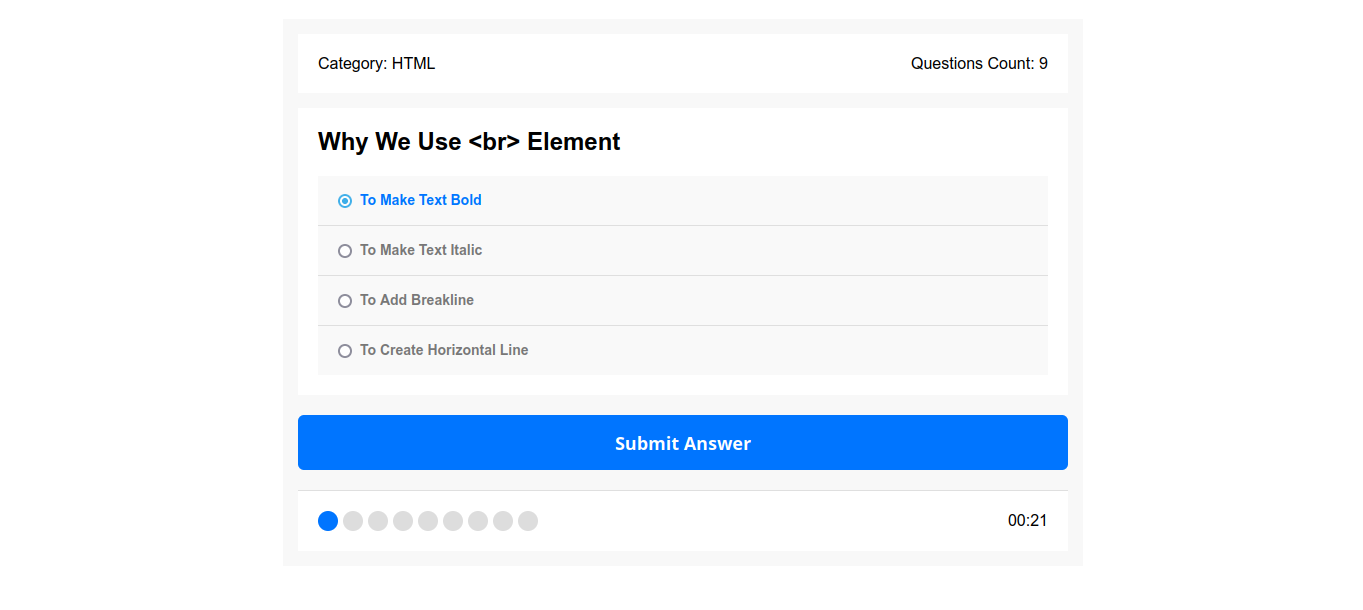 Category: HTML
Questions Count: 9
Why We Use <br> Element
To Make Text Bold
To Make Text Italic
To Add Breakline
To Create Horizontal Line
Submit Answer
00:21